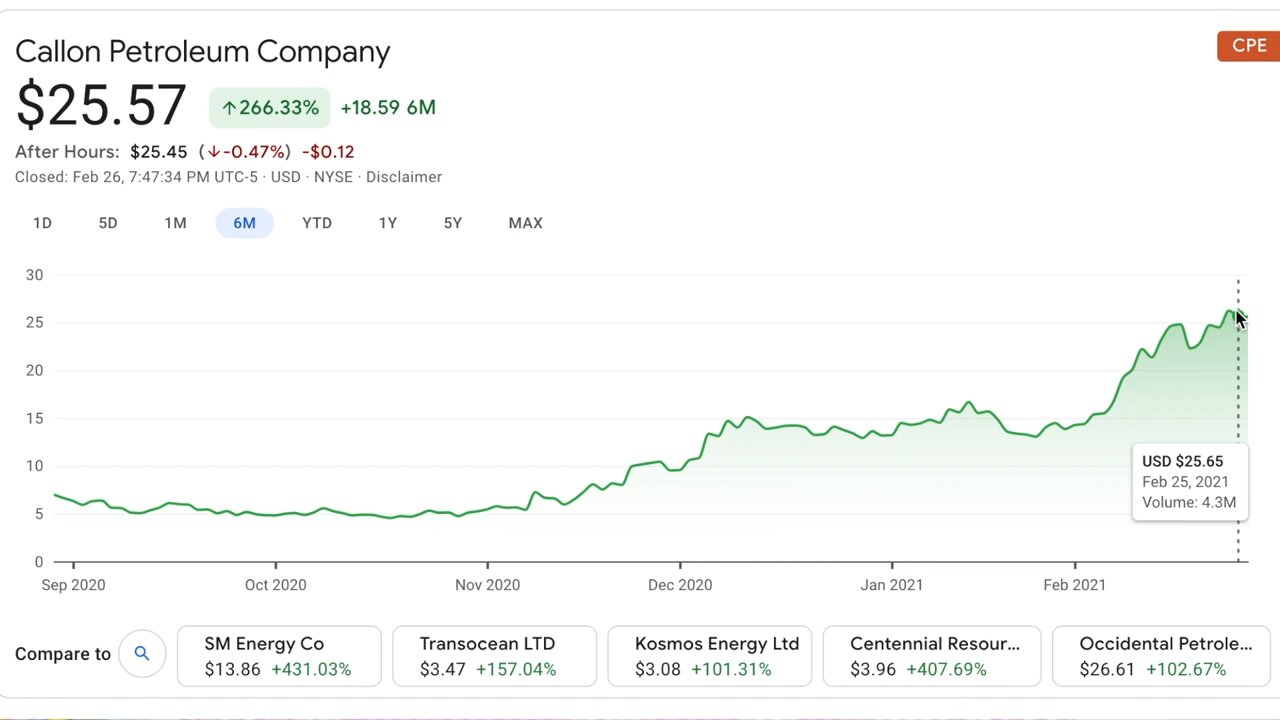 Callon Petroleum Company
CPE
$25.57 ↑266.33% +18.59 6M
After Hours: $25.45 (↓-0.47%) -$0.12
Closed: Feb 26, 7:47:34 PM UTC-5 · USD · NYSE · Disclaimer
1D 5D 1M 6M YTD 1Y 5Y MAX
30
25
20
15
10
5
0
USD $25.65
Feb 25, 2021
Volume: 4.3M
Sep 2020 Oct 2020 Nov 2020 Dec 2020 Jan 2021 Feb 2021
Compare to
SM Energy Co
$13.86 +431.03%
Transocean LTD
$3.47 +157.04%
Kosmos Energy Ltd
$3.08 +101.31%
Centennial Resour...
$3.96 +407.69%
Occidental Petrole...
$26.61 +102.67%